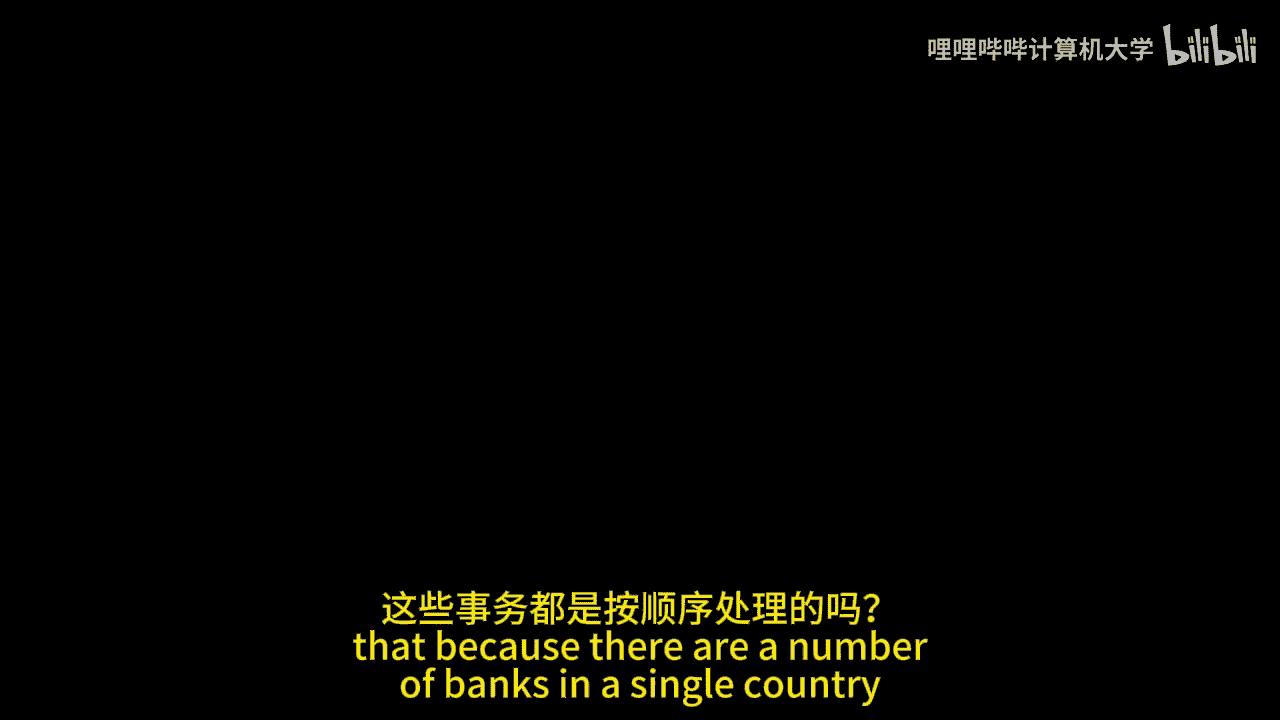 哩哩哔哔计算机大学 bilibili
这些事务都是按顺序处理的吗？
that because there are a number
of banks in a single country